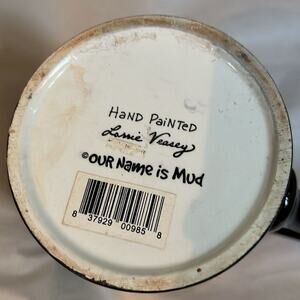 HAND PAINTED
Lorrie Veasey
©OUR NAME is MUD
8 37929 00985 8